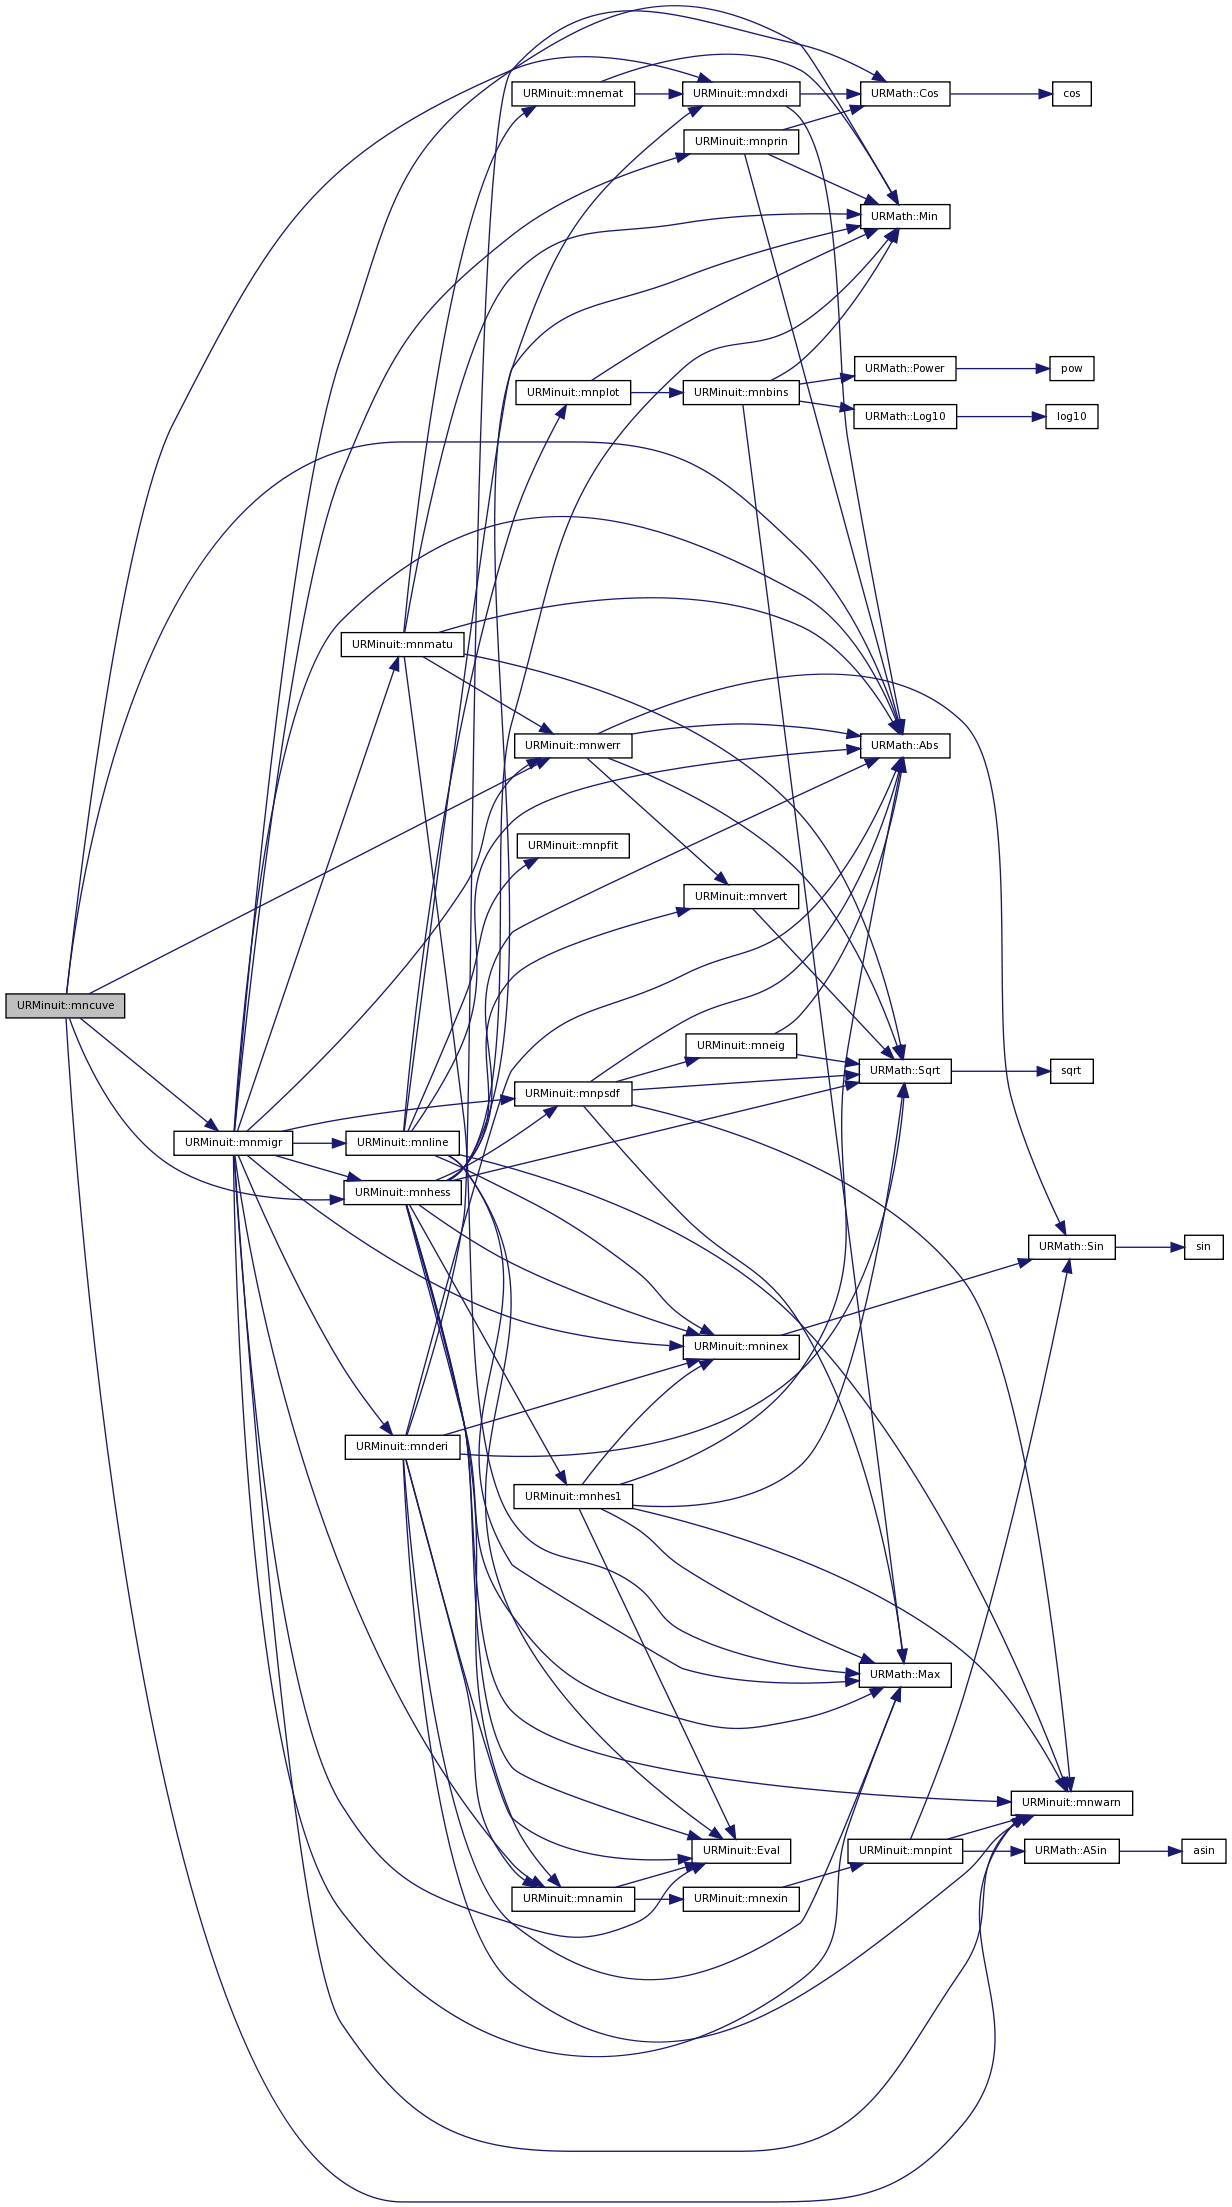 URMinuit::mnemat
URMinuit::mndxdi
URMath::Cos
cos
URMinuit::mnprin
URMath::Min
URMath::Power
pow
URMinuit::mnplot
URMinuit::mnbins
URMath::Log10
log10
URMinuit::mnmatu
URMinuit::mnwerr
URMath::Abs
URMinuit::mnpfit
URMinuit::mnvert
URMinuit::mncuve
URMinuit::mneig
URMath::Sqrt
sqrt
URMinuit::mnpsdf
URMinuit::mnmigr
URMinuit::mnline
URMinuit::mnhess
URMath::Sin
sin
URMinuit::mninex
URMinuit::mnderi
URMinuit::mnhes1
URMath::Max
URMinuit::mnwarn
URMinuit::Eval
URMinuit::mnpint
URMath::ASin
asin
URMinuit::mnamin
URMinuit::mnexin